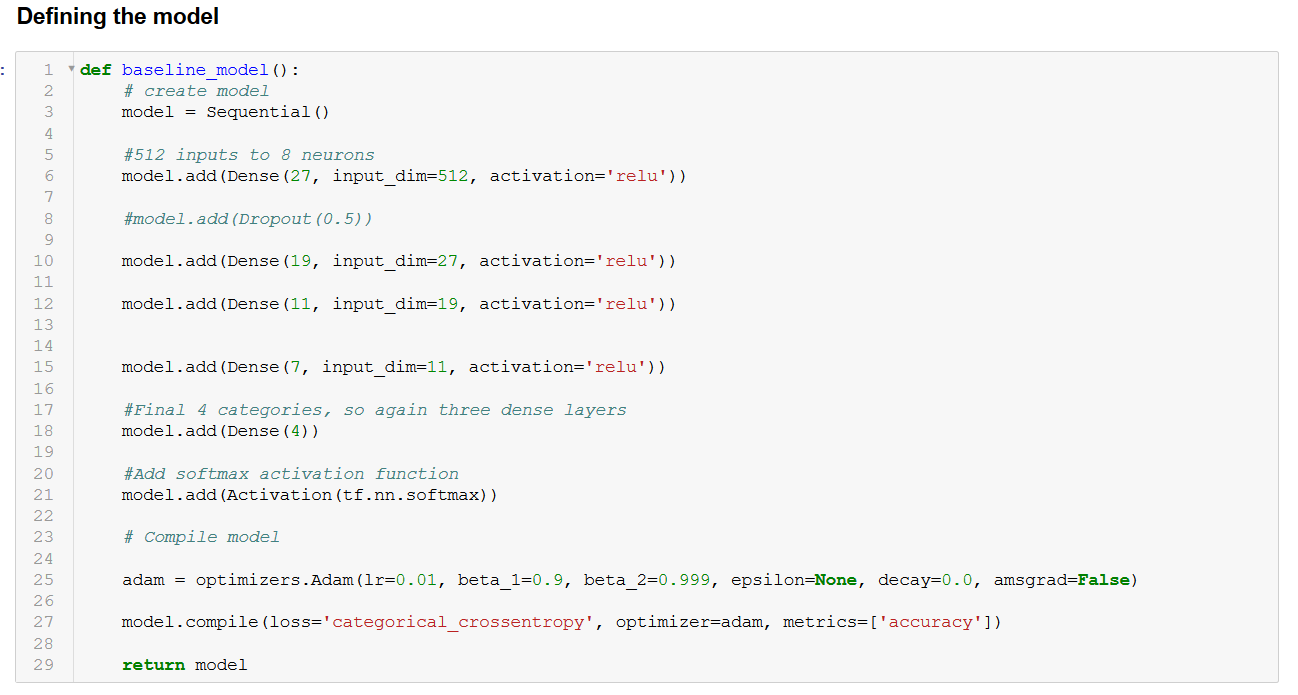 Defining the model
:
1 ▾ def baseline_model():
2 # create model
3 model = Sequential()
4
5 #512 inputs to 8 neurons
6 model.add(Dense(27, input_dim=512, activation='relu'))
7
8 #model.add(Dropout(0.5))
9
10 model.add(Dense(19, input_dim=27, activation='relu'))
11
12 model.add(Dense(11, input_dim=19, activation='relu'))
13
14
15 model.add(Dense(7, input_dim=11, activation='relu'))
16
17 #Final 4 categories, so again three dense layers
18 model.add(Dense(4))
19
20 #Add softmax activation function
21 model.add(Activation(tf.nn.softmax))
22
23 # Compile model
24
25 adam = optimizers.Adam(lr=0.01, beta_1=0.9, beta_2=0.999, epsilon=None, decay=0.0, amsgrad=False)
26
27 model.compile(loss='categorical_crossentropy', optimizer=adam, metrics=['accuracy'])
28
29 return model